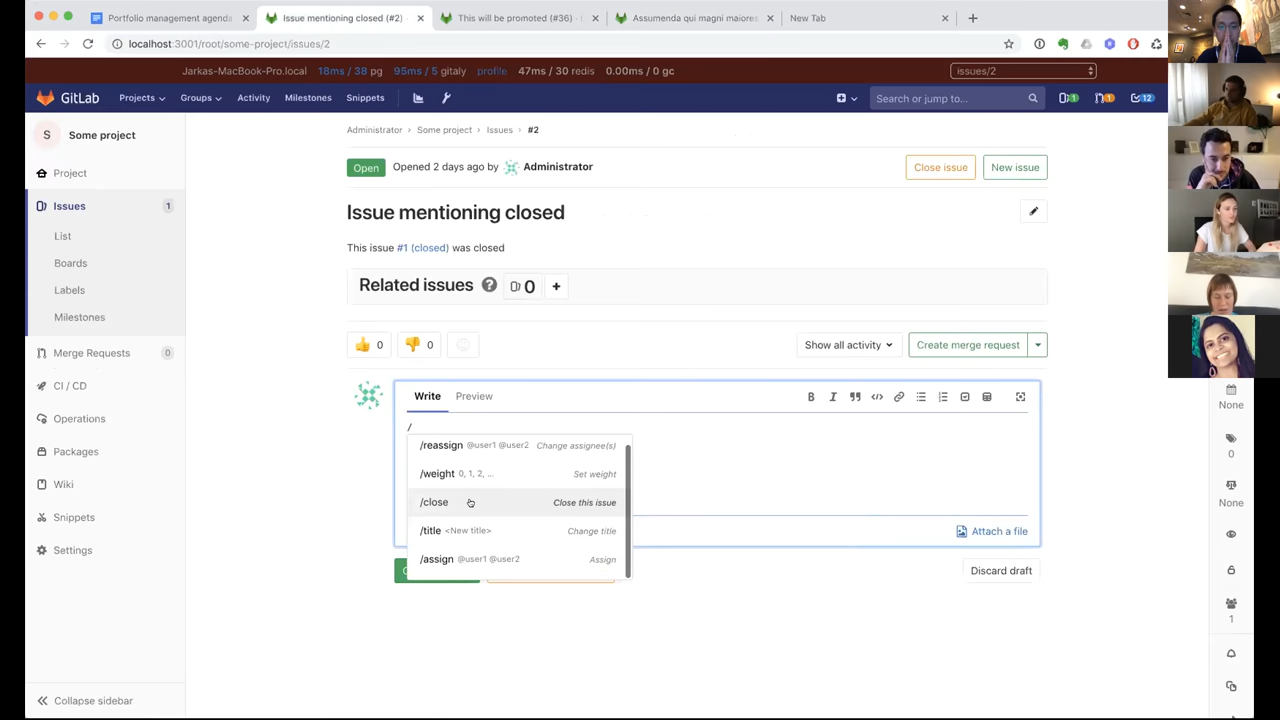 Portfolio management agenda
Issue mentioning closed (#2)
This will be promoted (#36)
Assumenda qui magni maiores
New Tab
localhost:3001/root/some-project/issues/2
Jarkas-MacBook-Pro.local 18ms / 38 pg 95ms / 5 gitaly profile 47ms / 30 redis 0.00ms / 0 gc issues/2
GitLab Projects Groups Activity Milestones Snippets Search or jump to... 1 1 12
S Some project
Project
Issues 1
List
Boards
Labels
Milestones
Merge Requests 0
CI / CD
Operations
Packages
Wiki
Snippets
Settings
Collapse sidebar
Administrator > Some project > Issues > #2
Open Opened 2 days ago by Administrator Close issue New issue
Issue mentioning closed
This issue #1 (closed) was closed
Related issues ? 0 +
👍 0 👎 0 Show all activity Create merge request
Write Preview
/
/reassign @user1 @user2 Change assignee(s)
/weight 0, 1, 2, ... Set weight
/close Close this issue
/title <New title> Change title
/assign @user1 @user2 Assign
Attach a file
Discard draft
None
0
None
1